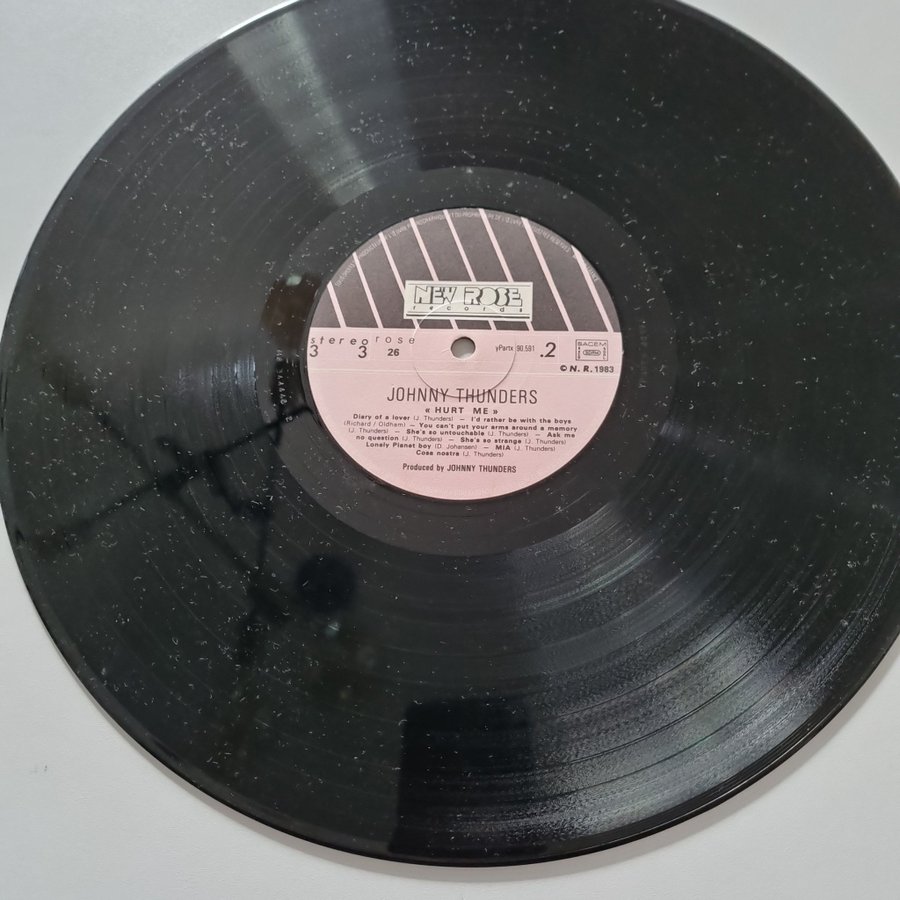 NEW ROSE
records
stereo rose
33 26
yPartx 90.591 .2
SACEM
© N. R. 1983
JOHNNY THUNDERS
« HURT ME »
Diary of a lover (J. Thunders) — I'd rather be with the boys
(Richard / Oldham) — You can't put your arms around a memory
(J. Thunders) — She's so untouchable (J. Thunders) — Ask me
no question (J. Thunders) — She's so strange (J. Thunders)
Lonely Planet boy (D. Johansen) — MIA (J. Thunders)
Cosa nostra (J. Thunders)
Produced by JOHNNY THUNDERS